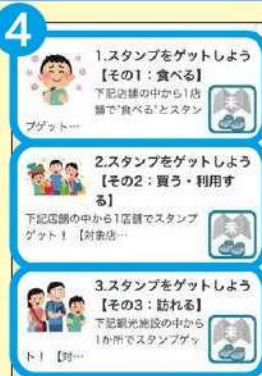 4
1.スタンプをゲットしよう
【その1：食べる】
下記店舗の中から1店
舗で"食べる"とスタン
プゲット…
2.スタンプをゲットしよう
【その2：買う・利用す
る】
下記店舗の中から1店舗でスタンプ
ゲット！ 【対象店…
3.スタンプをゲットしよう
【その3：訪れる】
下記観光施設の中から
1か所でスタンプゲッ
ト！ 【対…